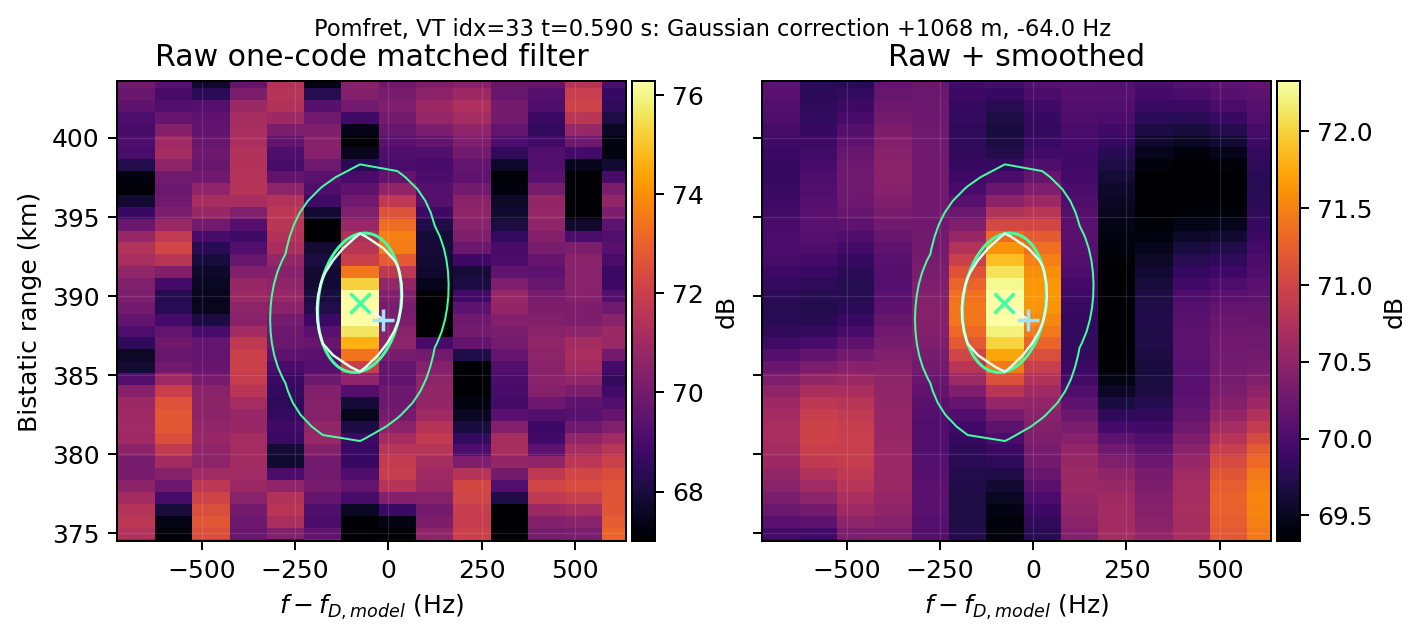 Pomfret, VT idx=33 t=0.590 s: Gaussian correction +1068 m, -64.0 Hz
Raw one-code matched filter
Raw + smoothed
Bistatic range (km)
400
395
390
385
380
375
−500 −250 0 250 500
f − f_{D, model} (Hz)
76
74
72
70
68
dB
−500 −250 0 250 500
f − f_{D, model} (Hz)
72.0
71.5
71.0
70.5
70.0
69.5
dB